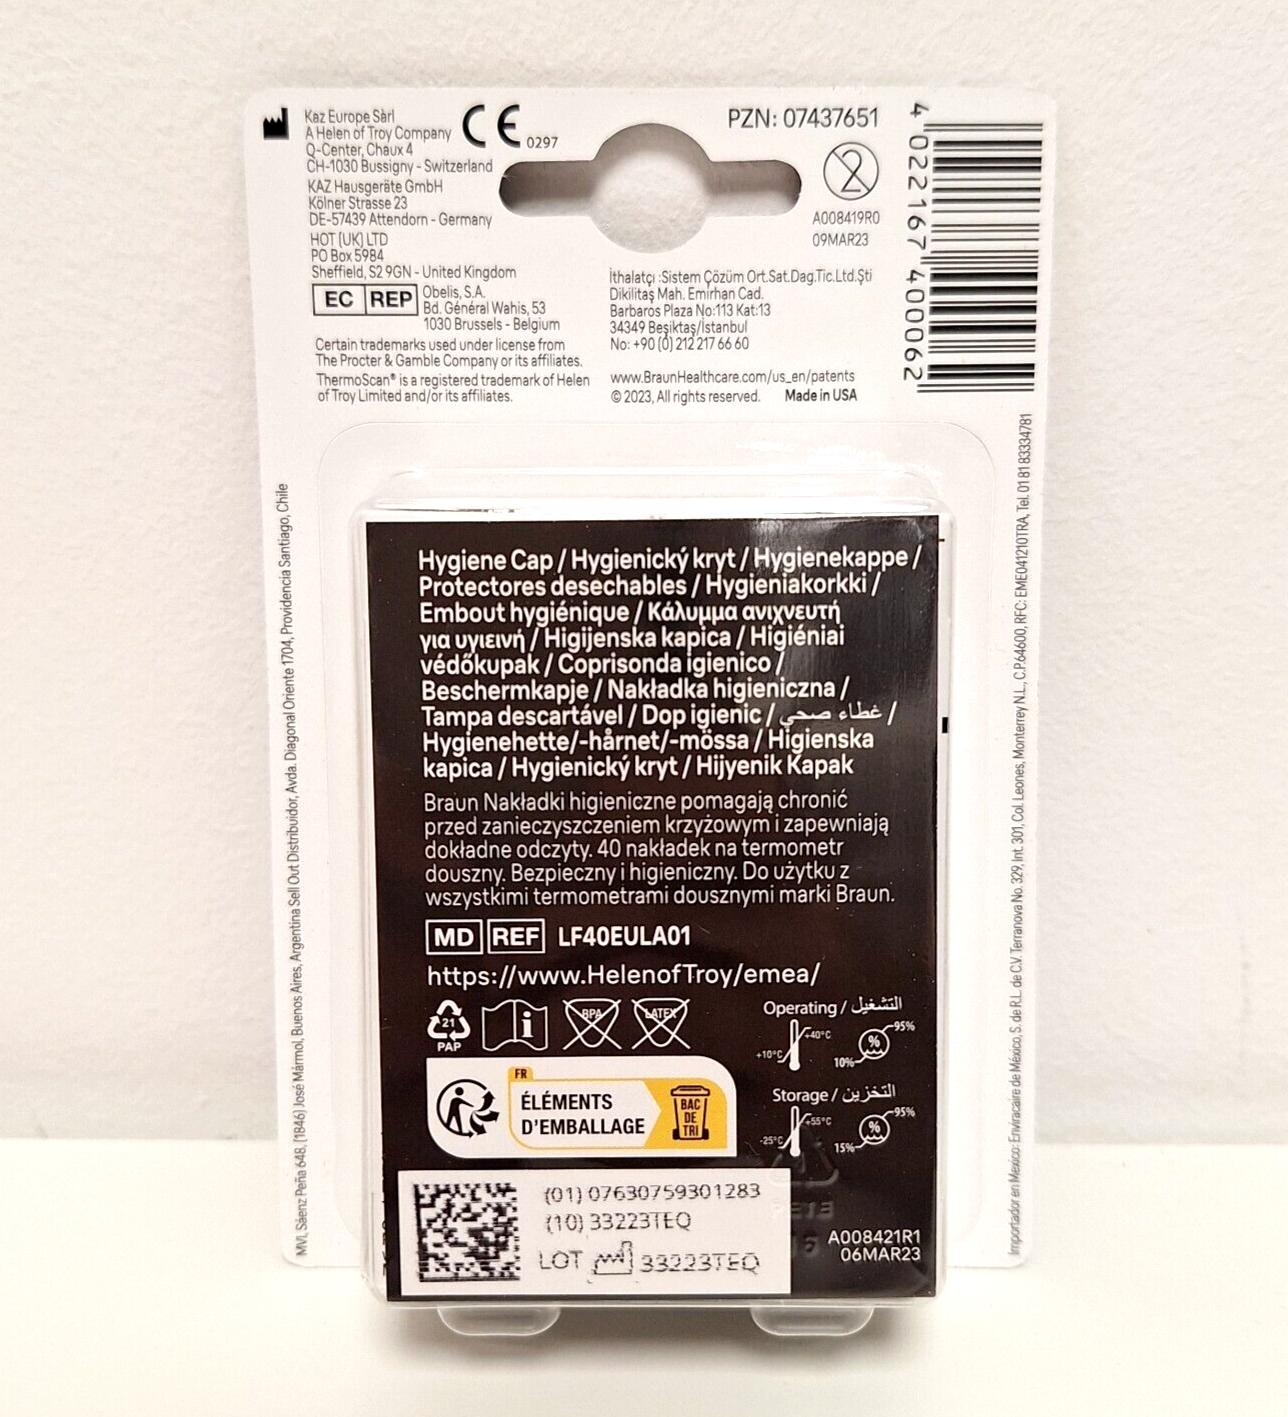 Kaz Europe Sàrl
A Helen of Troy Company
Q-Center, Chaux 4
CH-1030 Bussigny - Switzerland
KAZ Hausgeräte GmbH
Kölner Strasse 23
DE-57439 Attendorn - Germany
HOT (UK) LTD
PO Box 5984
Sheffield, S2 9GN - United Kingdom
EC REP
Obelis, S.A.
Bd. Général Wahis, 53
1030 Brussels - Belgium
Certain trademarks used under license from
The Procter & Gamble Company or its affiliates.
ThermoScan® is a registered trademark of Helen
of Troy Limited and/or its affiliates.
CE 0297
PZN: 07437651
2
A008419R0
09MAR23
İthalatçı :Sistem Çözüm Ort.Sat.Dag.Tic.Ltd.Şti
Dikilitaş Mah. Emirhan Cad.
Barbaros Plaza No:113 Kat:13
34349 Beşiktaş/İstanbul
No: +90 (0) 212 217 66 60
www.BraunHealthcare.com/us_en/patents
© 2023, All rights reserved. Made in USA
4 022167 400062
MVL Sáenz Peña 648, (1846) José Mármol, Buenos Aires, Argentina Sell Out Distribuidor, Avda. Diagonal Oriente 1704, Providencia Santiago, Chile
Importador en Mexico: Enviracaire de México, S. de R.L. de C.V. Terranova No. 329, Int. 301, Col. Leones, Monterrey N.L., C.P.64600, RFC: EME041210TRA, Tel. 01 81 83334781
Hygiene Cap / Hygienický kryt / Hygienekappe /
Protectores desechables / Hygieniakorkki /
Embout hygiénique / Κάλυμμα ανιχνευτή
για υγιεινή / Higijenska kapica / Higiéniai
védőkupak / Coprisonda igienico /
Beschermkapje / Nakładka higieniczna /
Tampa descartável / Dop igienic / غطاء صحي /
Hygienehette/-hårnet/-mössa / Higienska
kapica / Hygienický kryt / Hijyenik Kapak
Braun Nakładki higieniczne pomagają chronić
przed zanieczyszczeniem krzyżowym i zapewniają
dokładne odczyty. 40 nakładek na termometr
douszny. Bezpieczny i higieniczny. Do użytku z
wszystkimi termometrami dousznymi marki Braun.
MD REF LF40EULA01
https://www.HelenofTroy/emea/
21
PAP
BPA
LATEX
Operating / التشغيل
+10°C +40°C 10% % 95%
Storage / التخزين
-25°C +55°C 15% % 95%
FR
ÉLÉMENTS
D'EMBALLAGE
BAC
DE
TRI
(01) 07630759301283
(10) 33223TEQ
LOT 33223TEQ
A008421R1
06MAR23